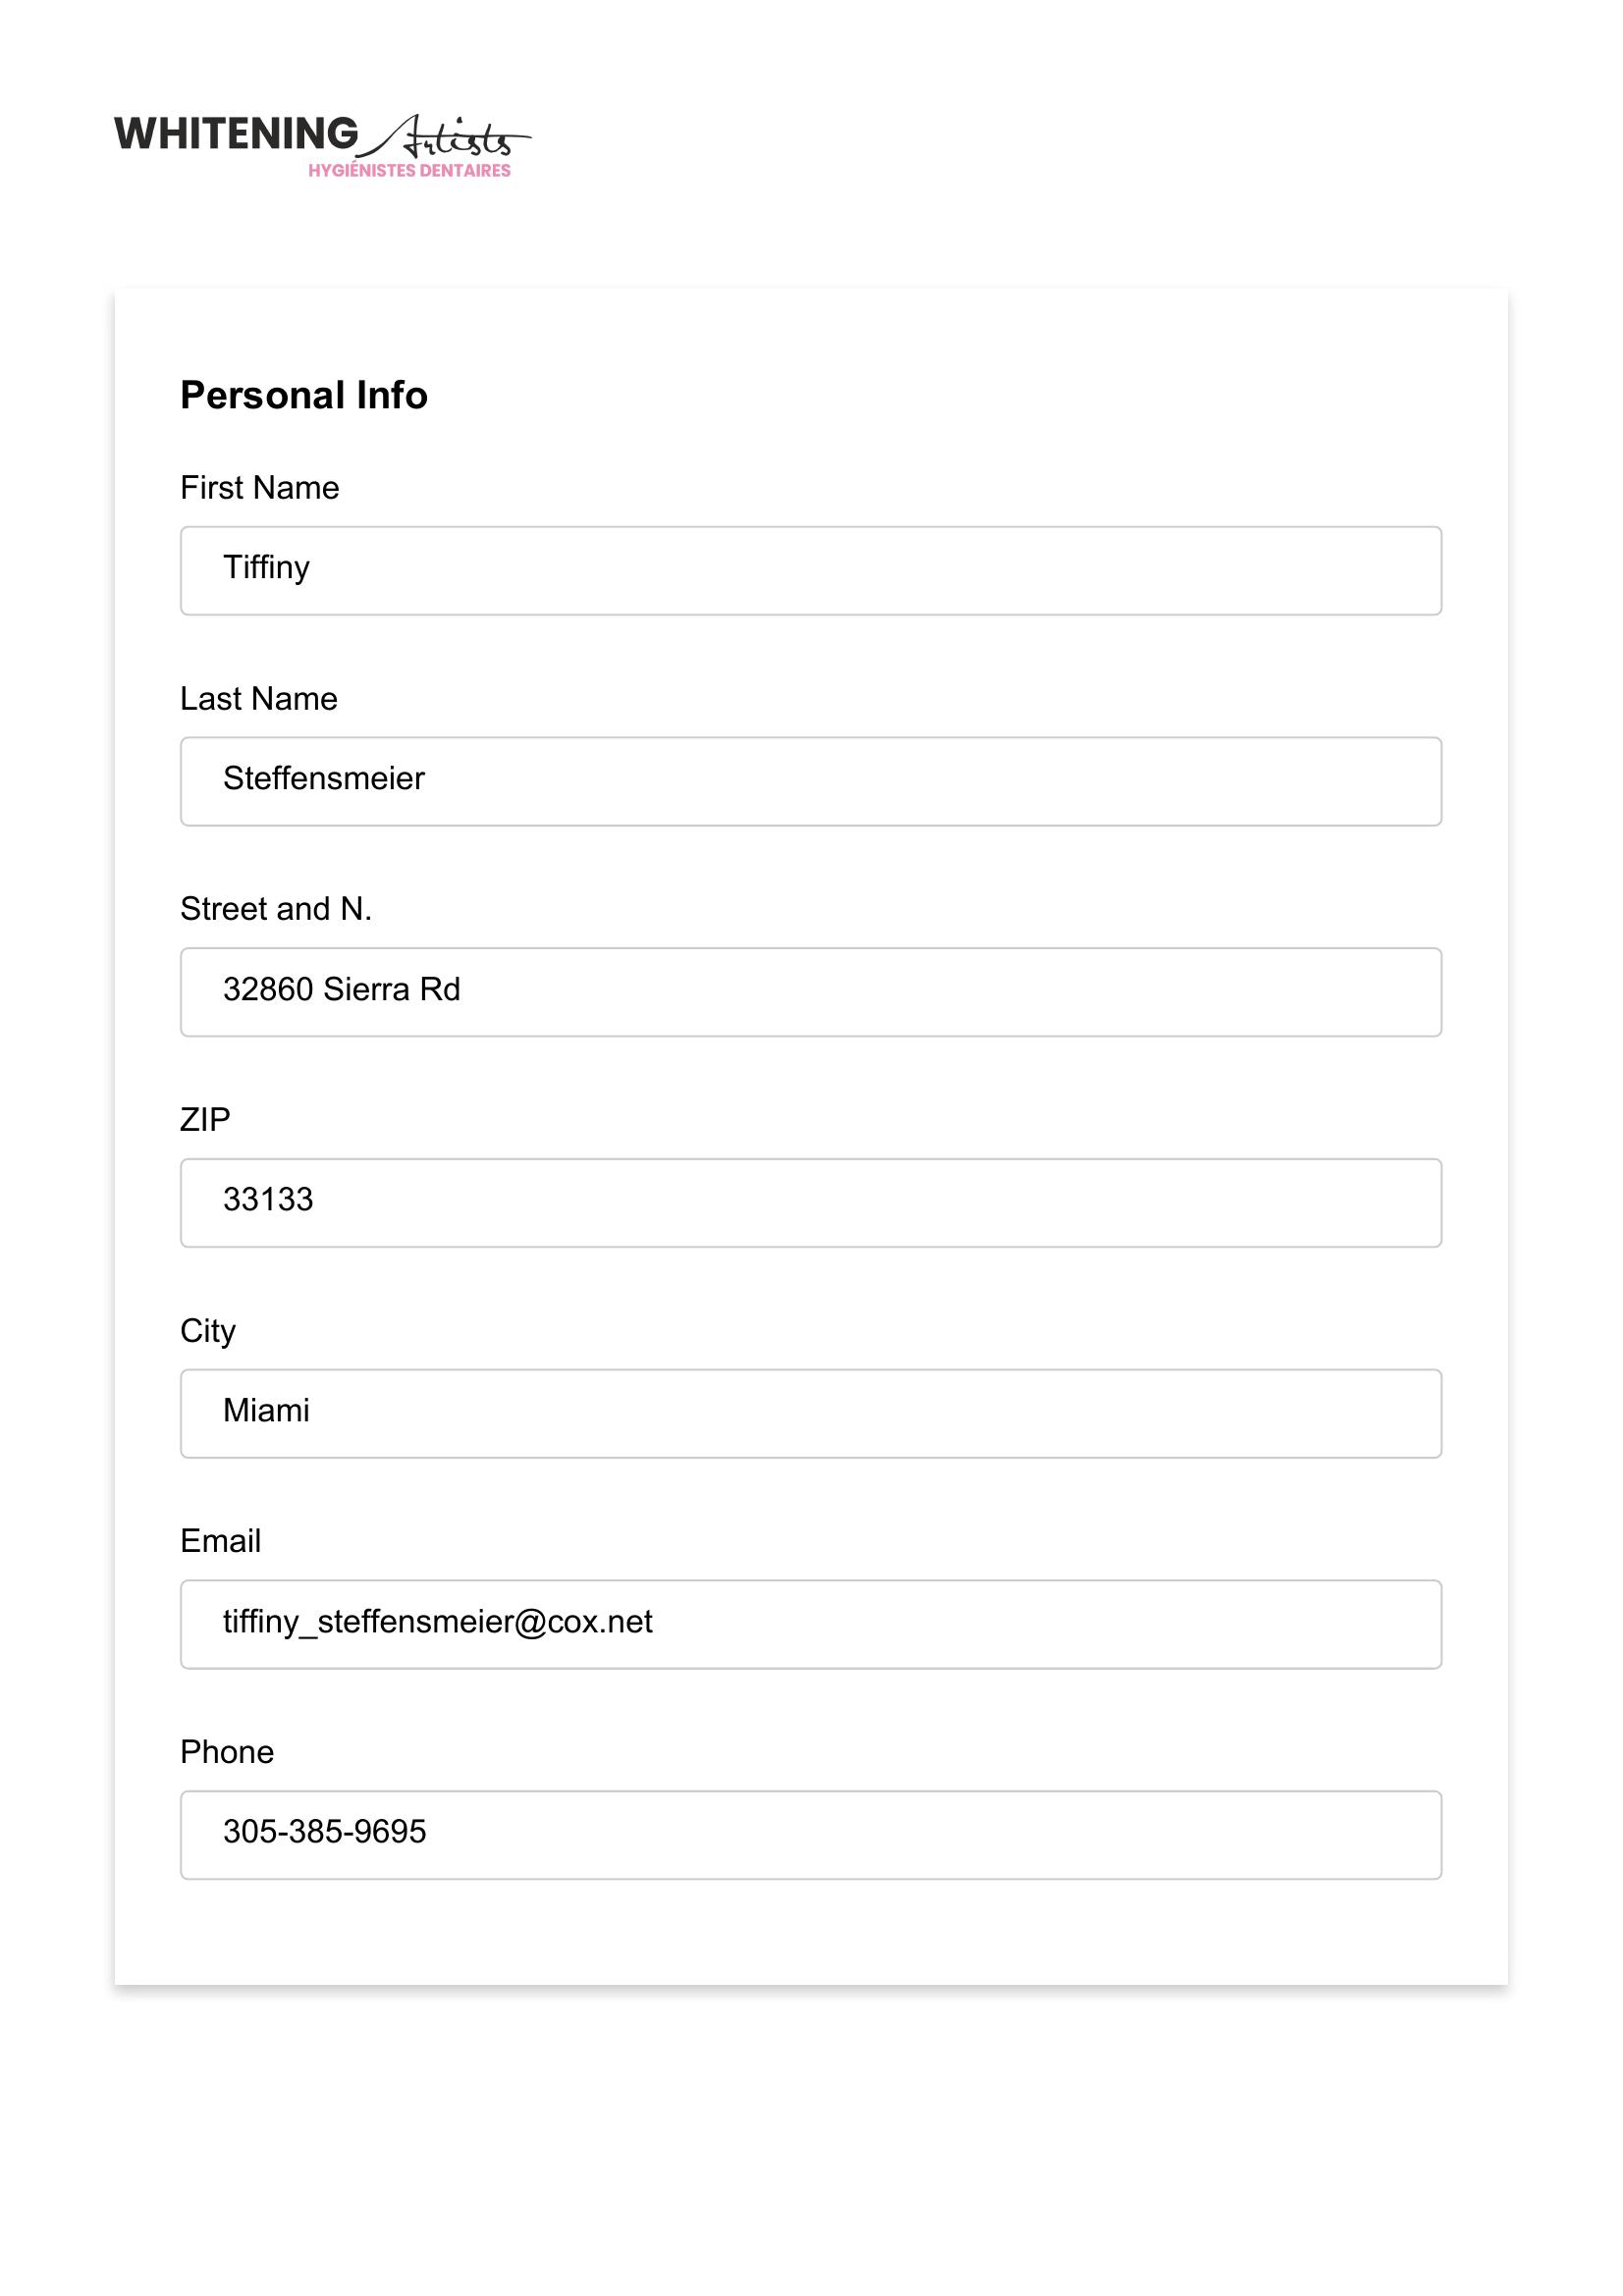 WHITENING Artists
HYGIÉNISTES DENTAIRES
Personal Info
First Name
Tiffiny
Last Name
Steffensmeier
Street and N.
32860 Sierra Rd
ZIP
33133
City
Miami
Email
tiffiny_steffensmeier@cox.net
Phone
305-385-9695